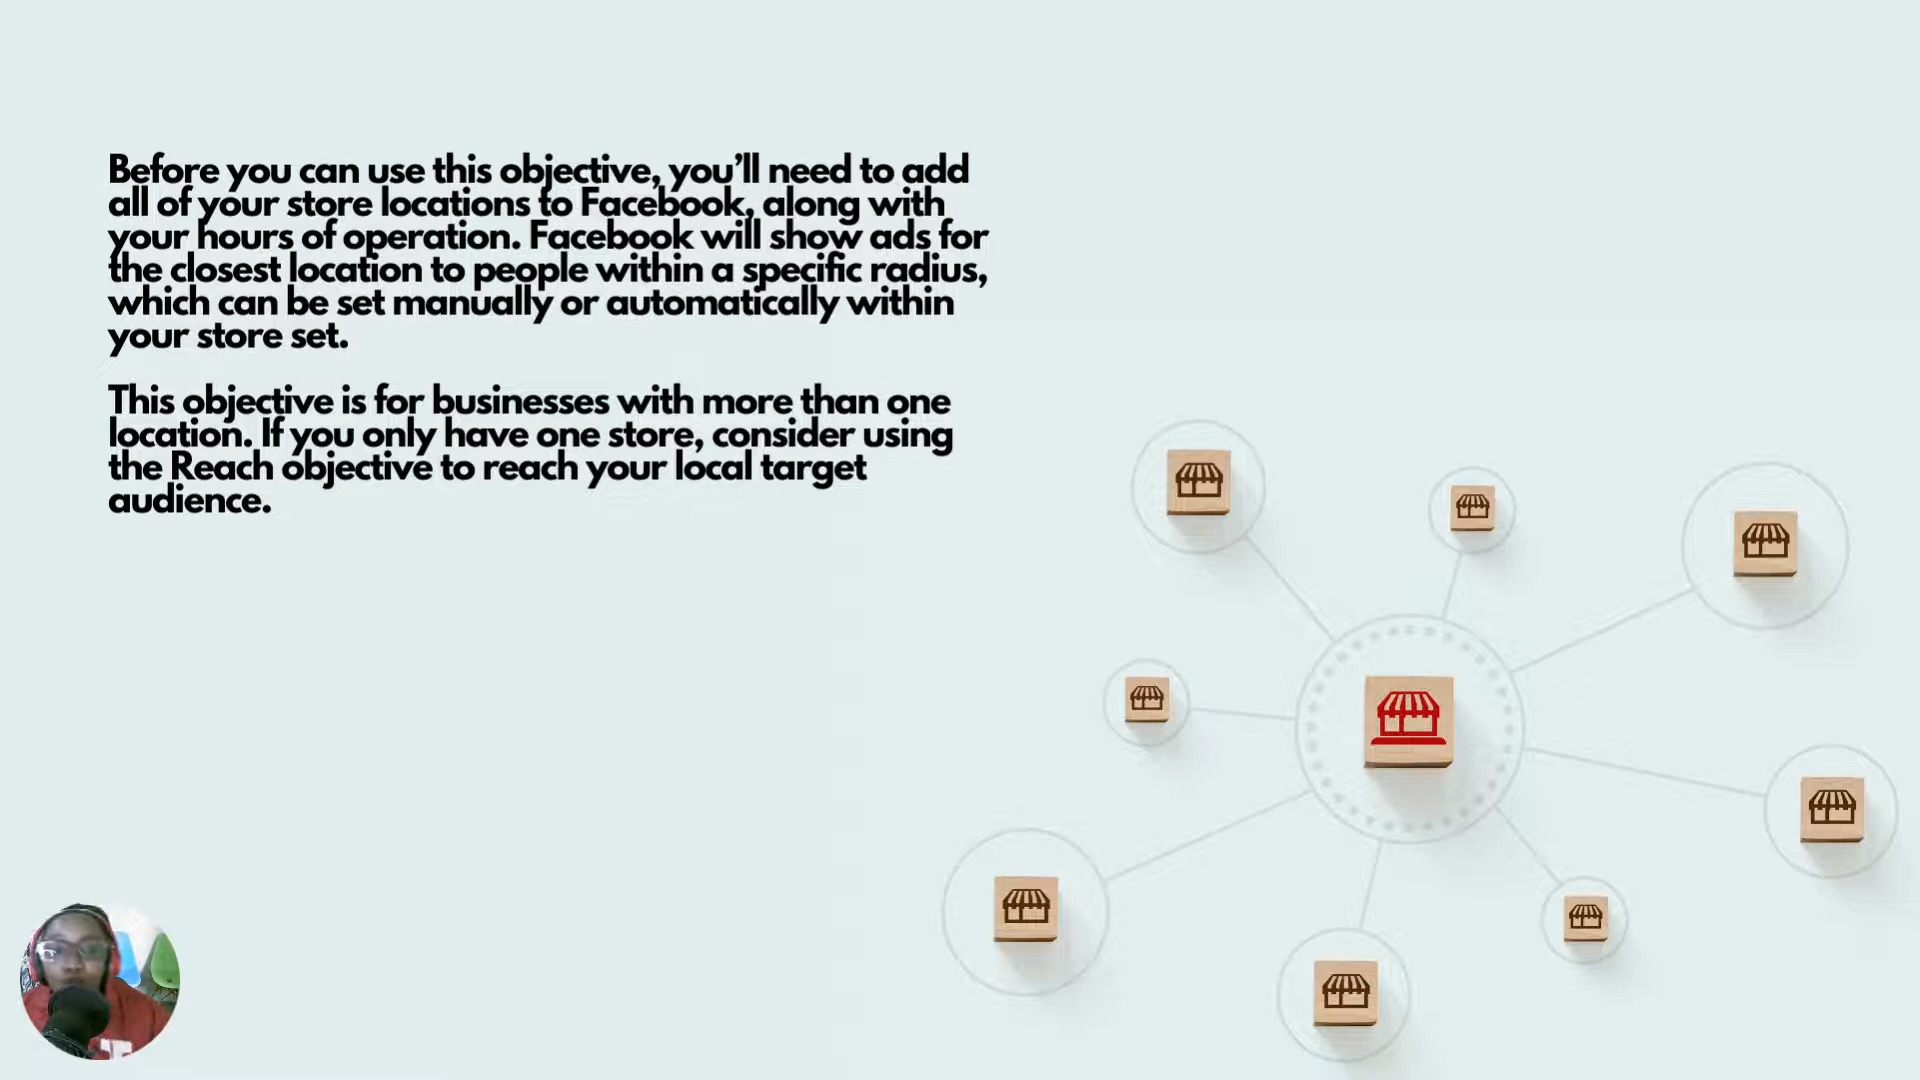 Before you can use this objective, you’ll need to add
all of your store locations to Facebook, along with
your hours of operation. Facebook will show ads for
the closest location to people within a specific radius,
which can be set manually or automatically within
your store set.
This objective is for businesses with more than one
location. If you only have one store, consider using
the Reach objective to reach your local target
audience.